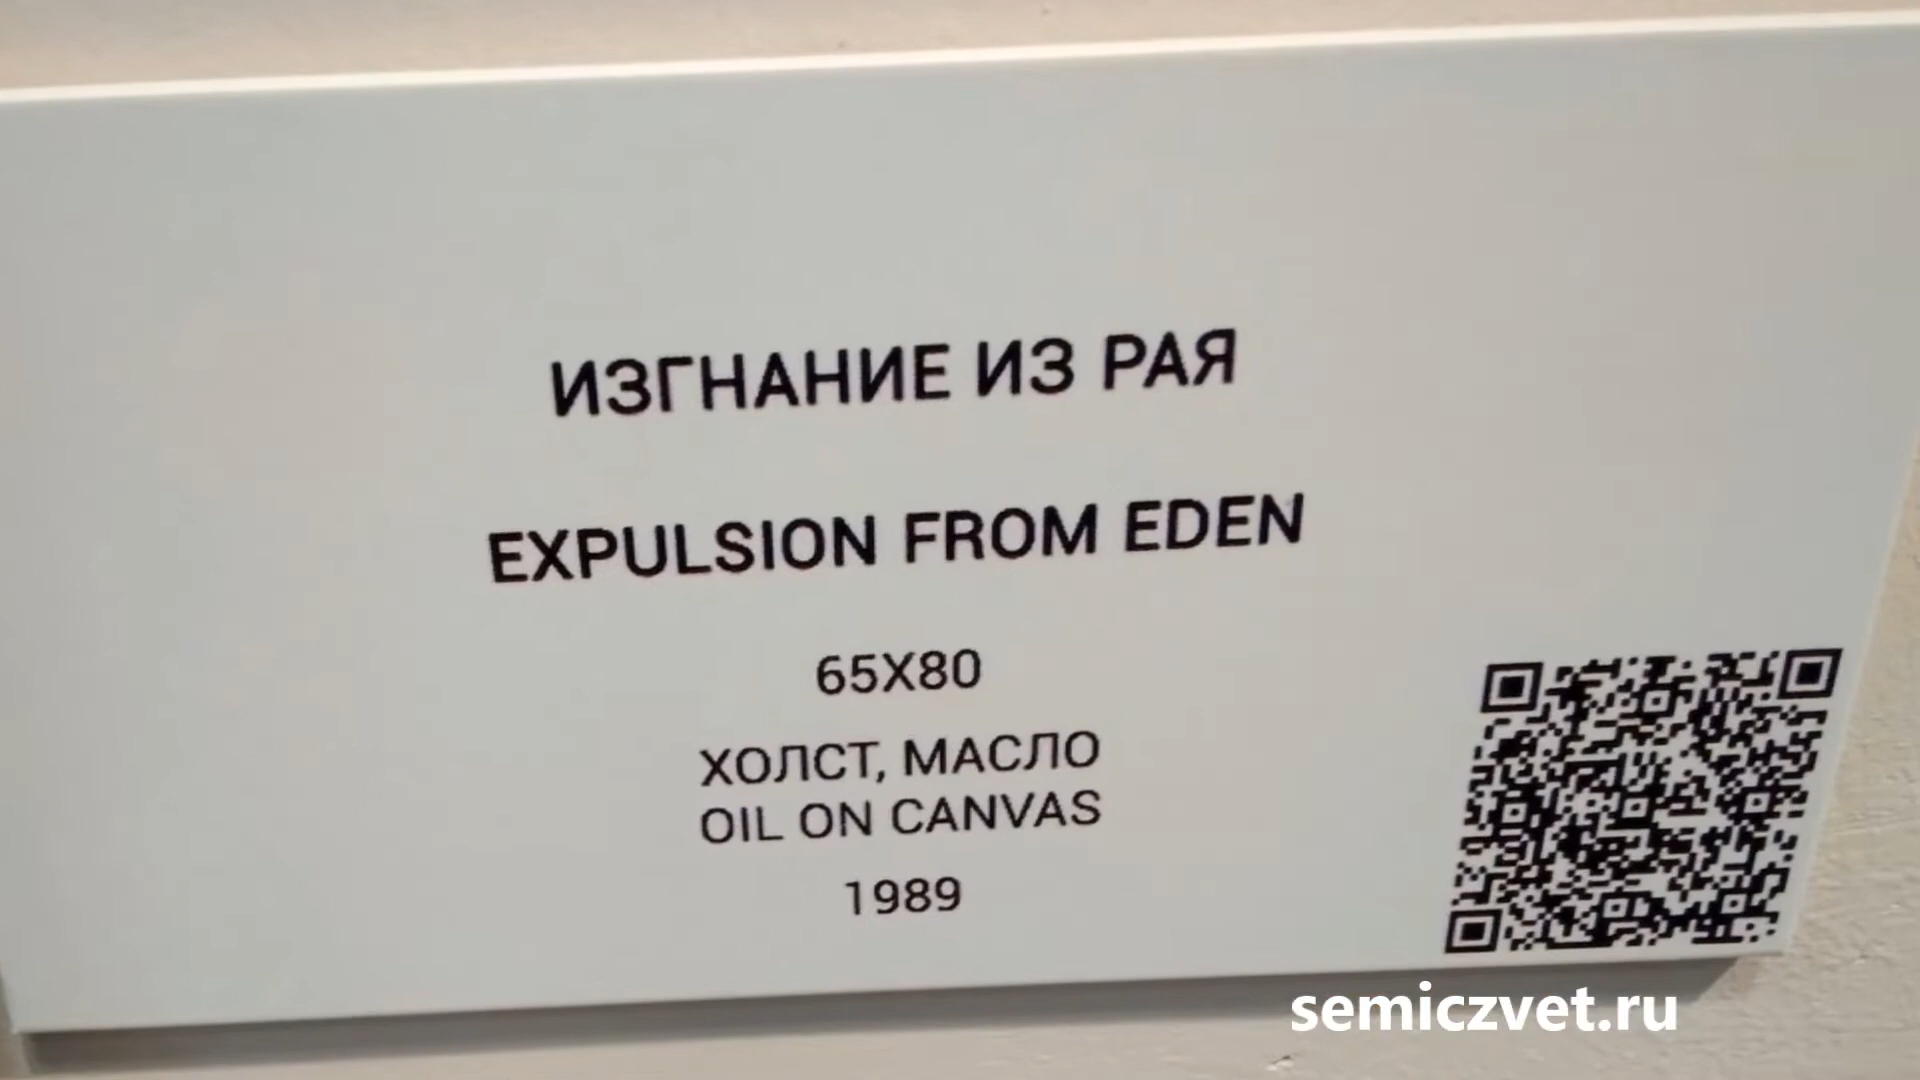 ИЗГНАНИЕ ИЗ РАЯ
EXPULSION FROM EDEN
65X80
ХОЛСТ, МАСЛО
OIL ON CANVAS
1989
semiczvet.ru